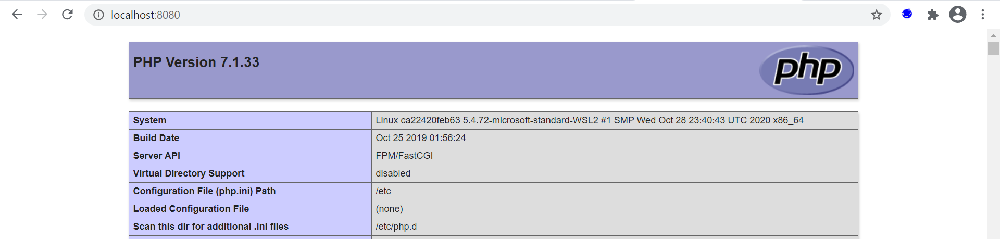 localhost:8080
PHP Version 7.1.33
php
System Linux ca22420feb63 5.4.72-microsoft-standard-WSL2 #1 SMP Wed Oct 28 23:40:43 UTC 2020 x86_64
Build Date Oct 25 2019 01:56:24
Server API FPM/FastCGI
Virtual Directory Support disabled
Configuration File (php.ini) Path /etc
Loaded Configuration File (none)
Scan this dir for additional .ini files /etc/php.d